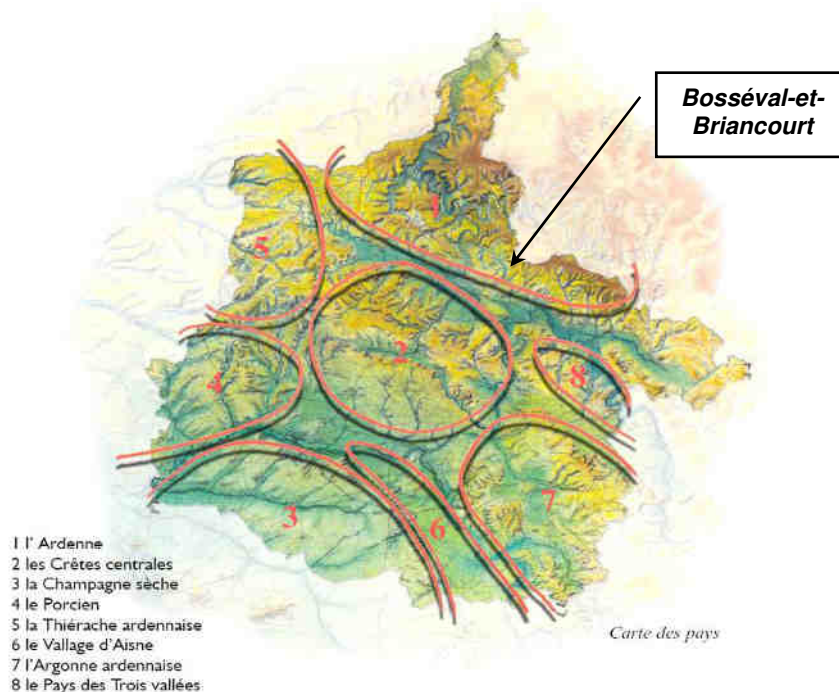 Bosséval-et-
Briancourt
1
5
2
4
8
7
3
6
1 l' Ardenne
2 les Crêtes centrales
3 la Champagne sèche
4 le Porcien
5 la Thiérache ardennaise
6 le Vallage d'Aisne
7 l'Argonne ardennaise
8 le Pays des Trois vallées
Carte des pays